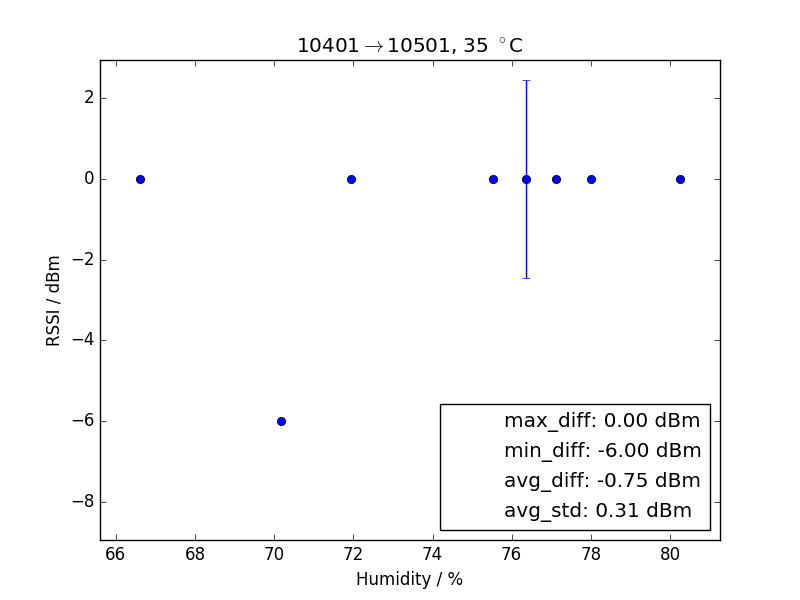 10401→10501, 35 °C
2
0
−2
−4
−6
−8
RSSI / dBm
max_diff: 0.00 dBm
min_diff: -6.00 dBm
avg_diff: -0.75 dBm
avg_std: 0.31 dBm
66 68 70 72 74 76 78 80
Humidity / %